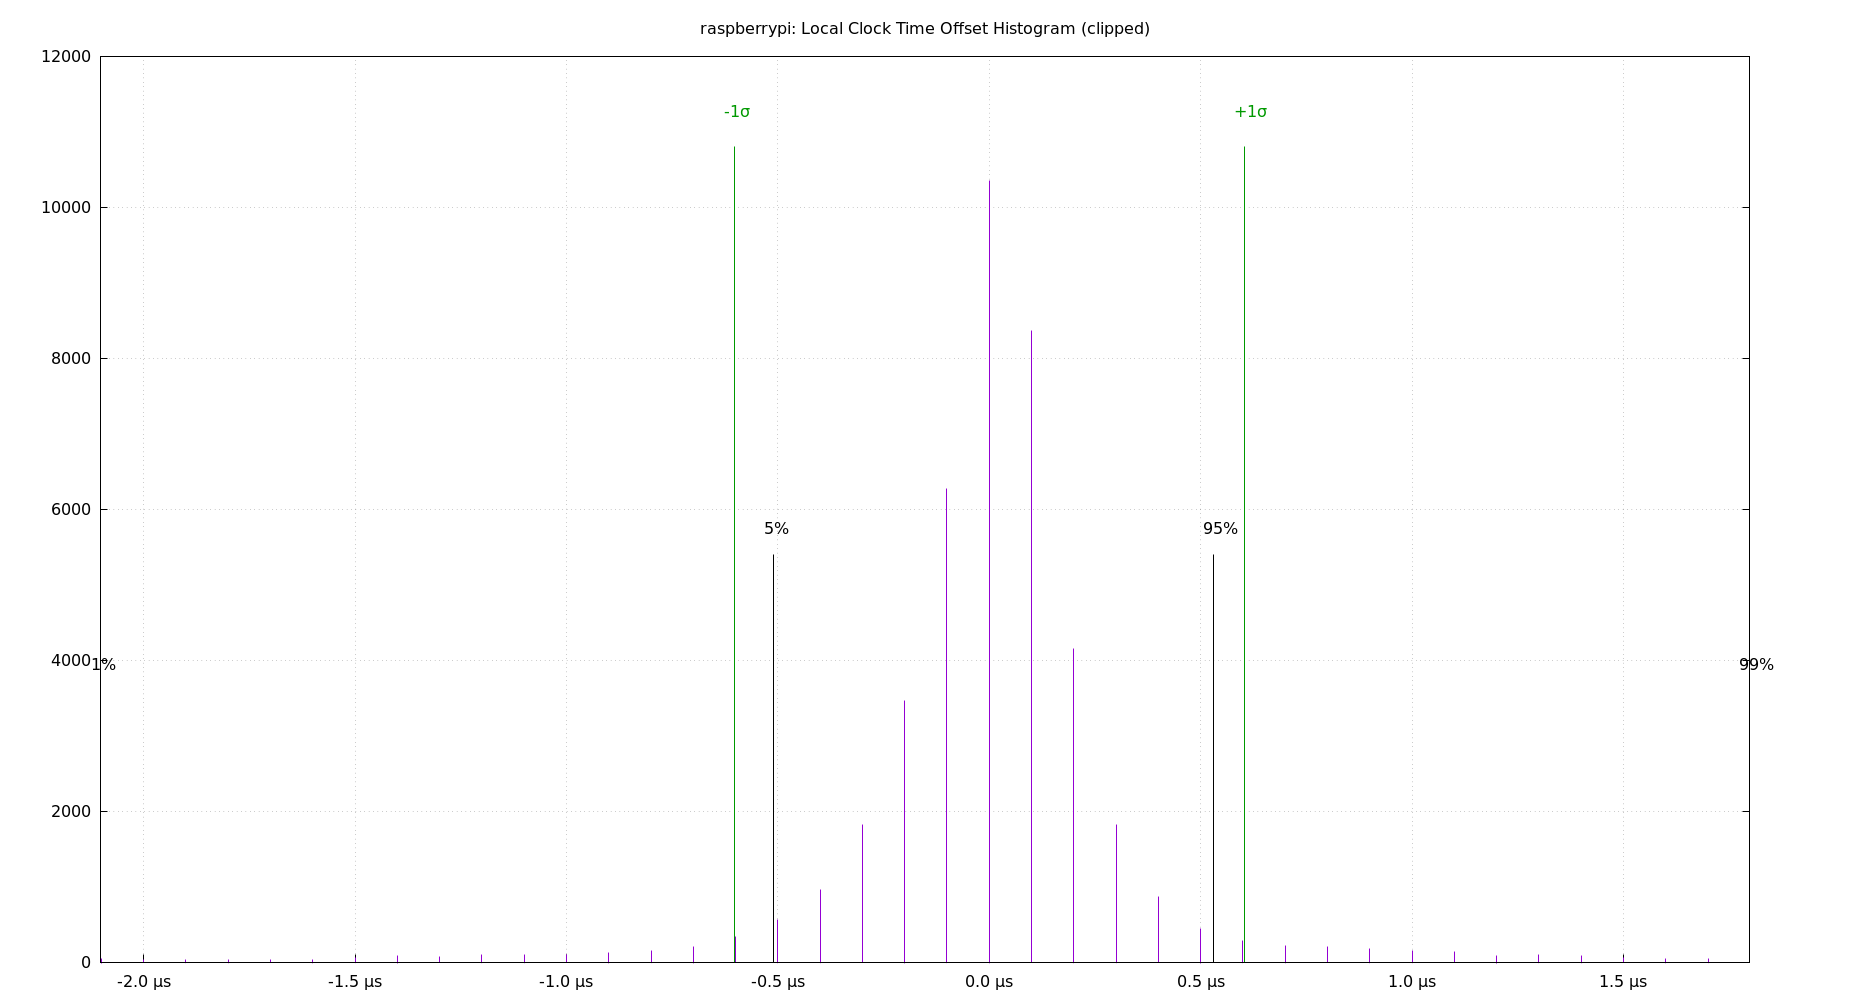 raspberrypi: Local Clock Time Offset Histogram (clipped)
12000
-1σ
+1σ
10000
8000
6000
5%
95%
4000
1%
99%
2000
0
-2.0 µs
-1.5 µs
-1.0 µs
-0.5 µs
0.0 µs
0.5 µs
1.0 µs
1.5 µs